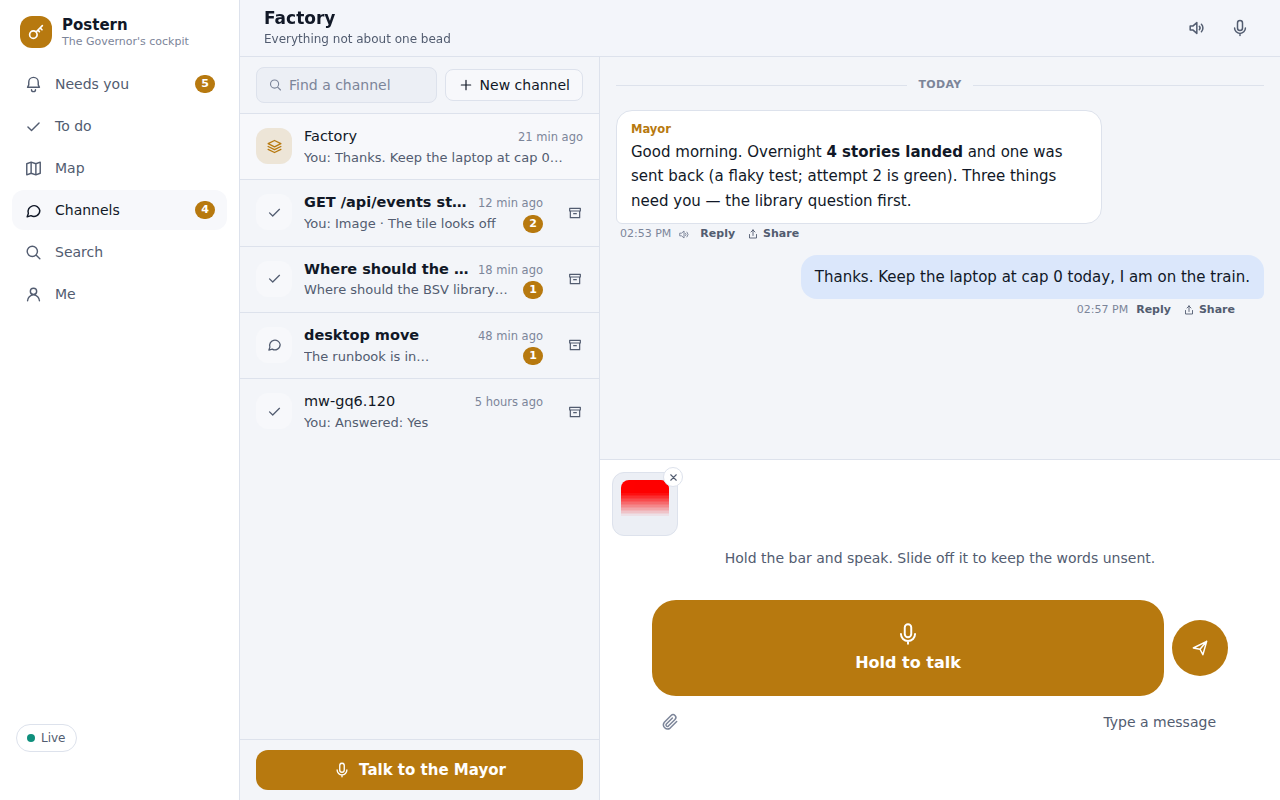 Postern
The Governor's cockpit
Needs you 5
To do
Map
Channels 4
Search
Me
Live
Factory
Everything not about one bead
Find a channel
New channel
Factory 21 min ago
You: Thanks. Keep the laptop at cap 0…
GET /api/events st… 12 min ago
You: Image · The tile looks off 2
Where should the … 18 min ago
Where should the BSV library… 1
desktop move 48 min ago
The runbook is in… 1
mw-gq6.120 5 hours ago
You: Answered: Yes
Talk to the Mayor
TODAY
Mayor
Good morning. Overnight 4 stories landed and one was
sent back (a flaky test; attempt 2 is green). Three things
need you — the library question first.
02:53 PM Reply Share
Thanks. Keep the laptop at cap 0 today, I am on the train.
02:57 PM Reply Share
Hold the bar and speak. Slide off it to keep the words unsent.
Hold to talk
Type a message